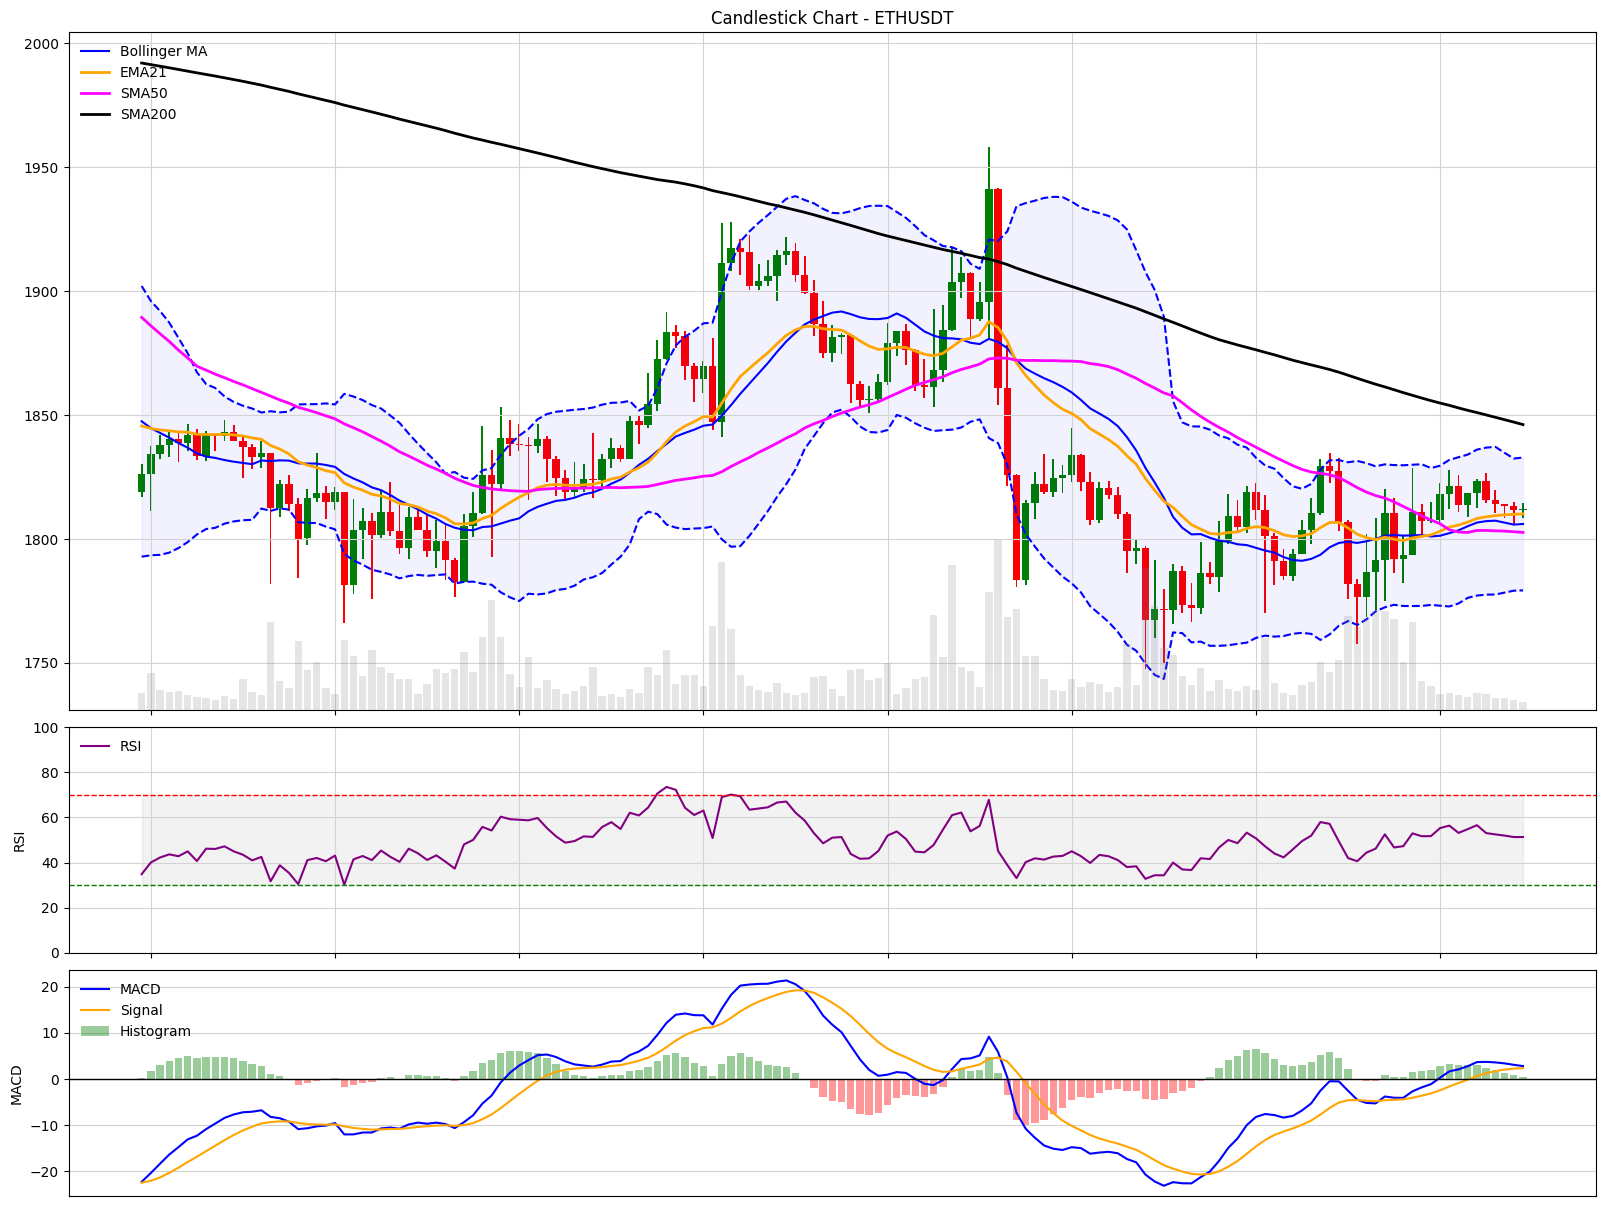 Candlestick Chart - ETHUSDT
2000
1950
1900
1850
1800
1750
Bollinger MA
EMA21
SMA50
SMA200
100
80
60
40
20
0
RSI
RSI
20
10
0
−10
−20
MACD
MACD
Signal
Histogram